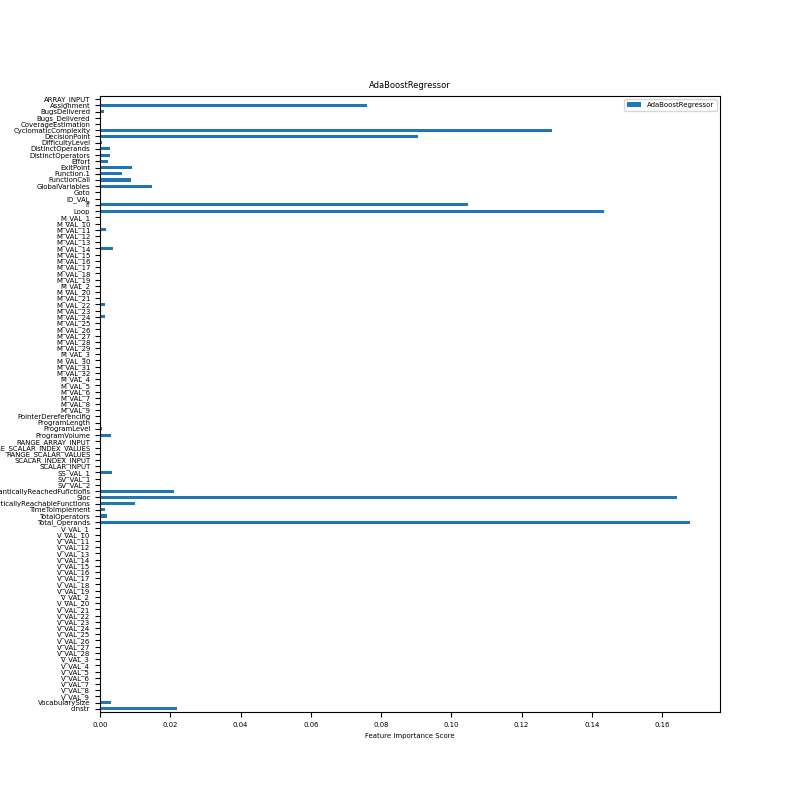 AdaBoostRegressor
AdaBoostRegressor
ARRAY_INPUT
Assignment
BugsDelivered
Bugs_Delivered
CoverageEstimation
CyclomaticComplexity
DecisionPoint
DifficultyLevel
DistinctOperands
DistinctOperators
Effort
ExitPoint
Function.1
FunctionCall
GlobalVariables
Goto
ID_VAL
If
Loop
M_VAL_1
M_VAL_10
M_VAL_11
M_VAL_12
M_VAL_13
M_VAL_14
M_VAL_15
M_VAL_16
M_VAL_17
M_VAL_18
M_VAL_19
M_VAL_2
M_VAL_20
M_VAL_21
M_VAL_22
M_VAL_23
M_VAL_24
M_VAL_25
M_VAL_26
M_VAL_27
M_VAL_28
M_VAL_29
M_VAL_3
M_VAL_30
M_VAL_31
M_VAL_32
M_VAL_4
M_VAL_5
M_VAL_6
M_VAL_7
M_VAL_8
M_VAL_9
PointerDereferencing
ProgramLength
ProgramLevel
ProgramVolume
RANGE_ARRAY_INPUT
E_SCALAR_INDEX_VALUES
RANGE_SCALAR_VALUES
SCALAR_INDEX_INPUT
SCALAR_INPUT
SS_VAL_1
SV_VAL_1
SV_VAL_2
anticallyReachedFunctions
Sloc
ticallyReachableFunctions
TimeToImplement
TotalOperators
Total_Operands
V_VAL_1
V_VAL_10
V_VAL_11
V_VAL_12
V_VAL_13
V_VAL_14
V_VAL_15
V_VAL_16
V_VAL_17
V_VAL_18
V_VAL_19
V_VAL_2
V_VAL_20
V_VAL_21
V_VAL_22
V_VAL_23
V_VAL_24
V_VAL_25
V_VAL_26
V_VAL_27
V_VAL_28
V_VAL_3
V_VAL_4
V_VAL_5
V_VAL_6
V_VAL_7
V_VAL_8
V_VAL_9
VocabularySize
cinstr
0.00 0.02 0.04 0.06 0.08 0.10 0.12 0.14 0.16
Feature Importance Score